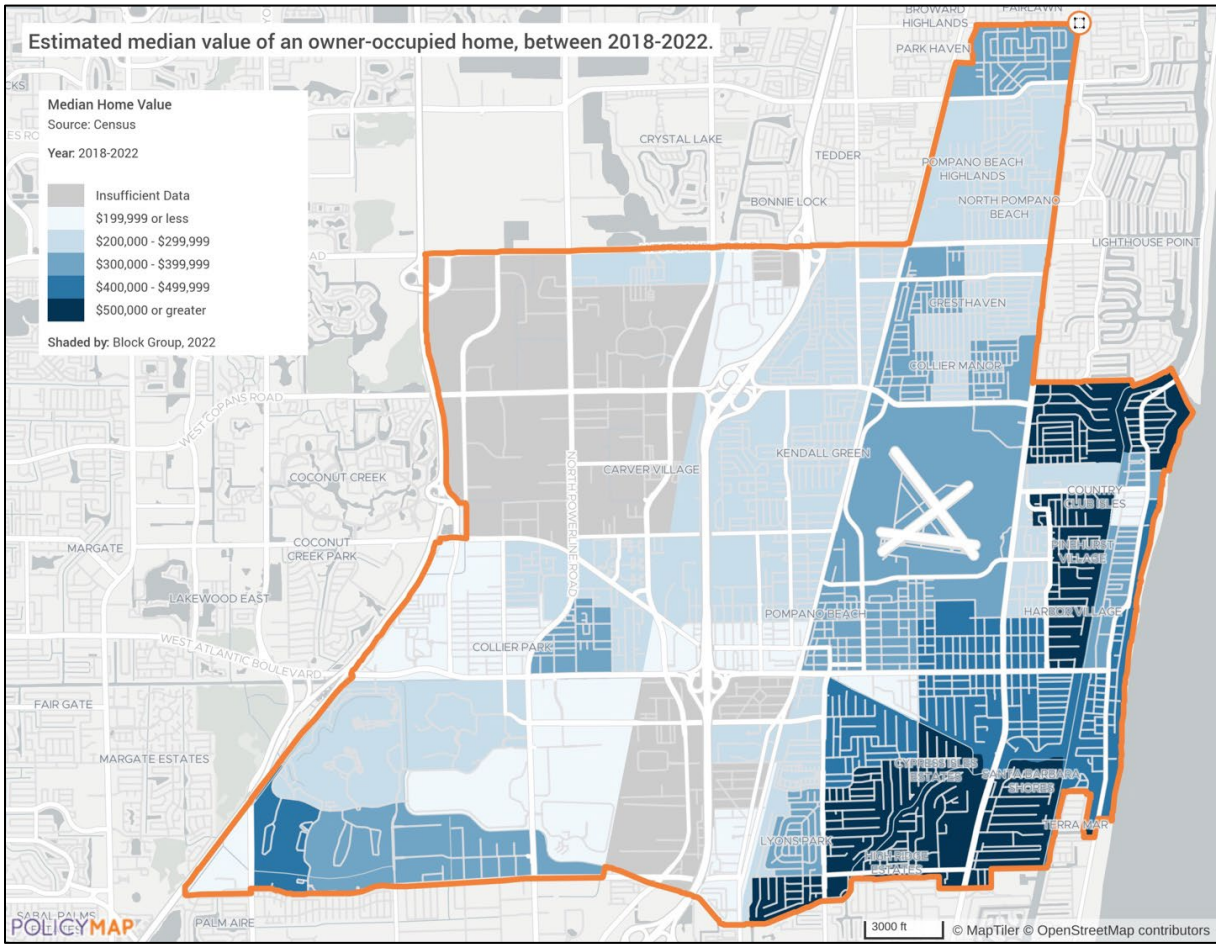 Estimated median value of an owner-occupied home, between 2018-2022.
Median Home Value
Source: Census
Year: 2018-2022
Insufficient Data
$199,999 or less
$200,000 - $299,999
$300,000 - $399,999
$400,000 - $499,999
$500,000 or greater
Shaded by: Block Group, 2022
BROWARD
HIGHLANDS
FAIRLAWN
PARK HAVEN
CRYSTAL LAKE
TEDDER
POMPANO BEACH
HIGHLANDS
BONNIE LOCK
NORTH POMPANO
BEACH
LIGHTHOUSE POINT
CRESTHAVEN
COLLIER MANOR
WEST COPANS ROAD
COCONUT CREEK
NORTH POWERLINE ROAD
CARVER VILLAGE
KENDALL GREEN
COUNTRY
CLUB ISLES
MARGATE
COCONUT
CREEK PARK
PINEHURST
VILLAGE
LAKEWOOD EAST
POMPANO BEACH
HARBOR VILLAGE
WEST ATLANTIC BOULEVARD
COLLIER PARK
FAIR GATE
MARGATE ESTATES
CYPRESS ISLES
ESTATES
SANTA BARBARA
SHORES
TERRA MAR
LYONS PARK
HIGH RIDGE
ESTATES
SABAL PALMS
PALM AIRE
POLICYMAP
3000 ft
© MapTiler © OpenStreetMap contributors